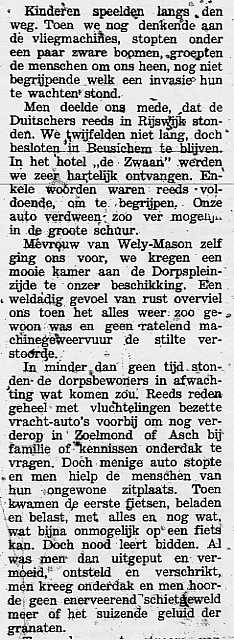 Kinderen speelden langs den
weg. Toen we nog denkende aan
de vliegmachines, stopten onder
een paar zware boomen, groepten
de menschen om ons heen, nog niet
begrijpende welk een invasie hun
te wachten stond.
Men deelde ons mede, dat de
Duitschers reeds in Rijswijk ston-
den. We twijfelden niet lang, doch
besloten in Beusichem te blijven.
In het hotel „de Zwaan" werden
we zeer hartelijk ontvangen. En-
kele woorden waren reeds vol-
doende, om te begrijpen. Onze
auto verdween zoo ver mogelijk
in de groote schuur.
Mevrouw van Wely-Mason zelf
ging ons voor, we kregen een
mooie kamer aan de Dorpsplein-
zijde te onzer beschikking. Een
weldadig gevoel van rust overviel
ons toen het alles weer zoo ge-
woon was en geen ratelend ma-
chinegeweervuur de stilte ver-
stoorde.
In minder dan geen tijd ston-
den de dorpsbewoners in afwach-
ting wat komen zou. Reeds reden
geheel met vluchtelingen bezette
vracht-auto's voorbij om nog ver-
derop in Zoelmond of Asch bij
familie of kennissen onderdak te
vragen. Doch menige auto stopte
en men hielp de menschen van
hun ongewone zitplaats. Toen
kwamen de eerste fietsen, beladen
en belast, met alles en nog wat,
wat bijna onmogelijk op een fiets
kan. Doch nood leert bidden. Al
was men dan uitgeput en ver-
moeid, ontsteld en verschrikt,
men kreeg onderdak en men hoor-
de geen enerveerend schietgeweld
meer of het suizende geluid der
granaten.